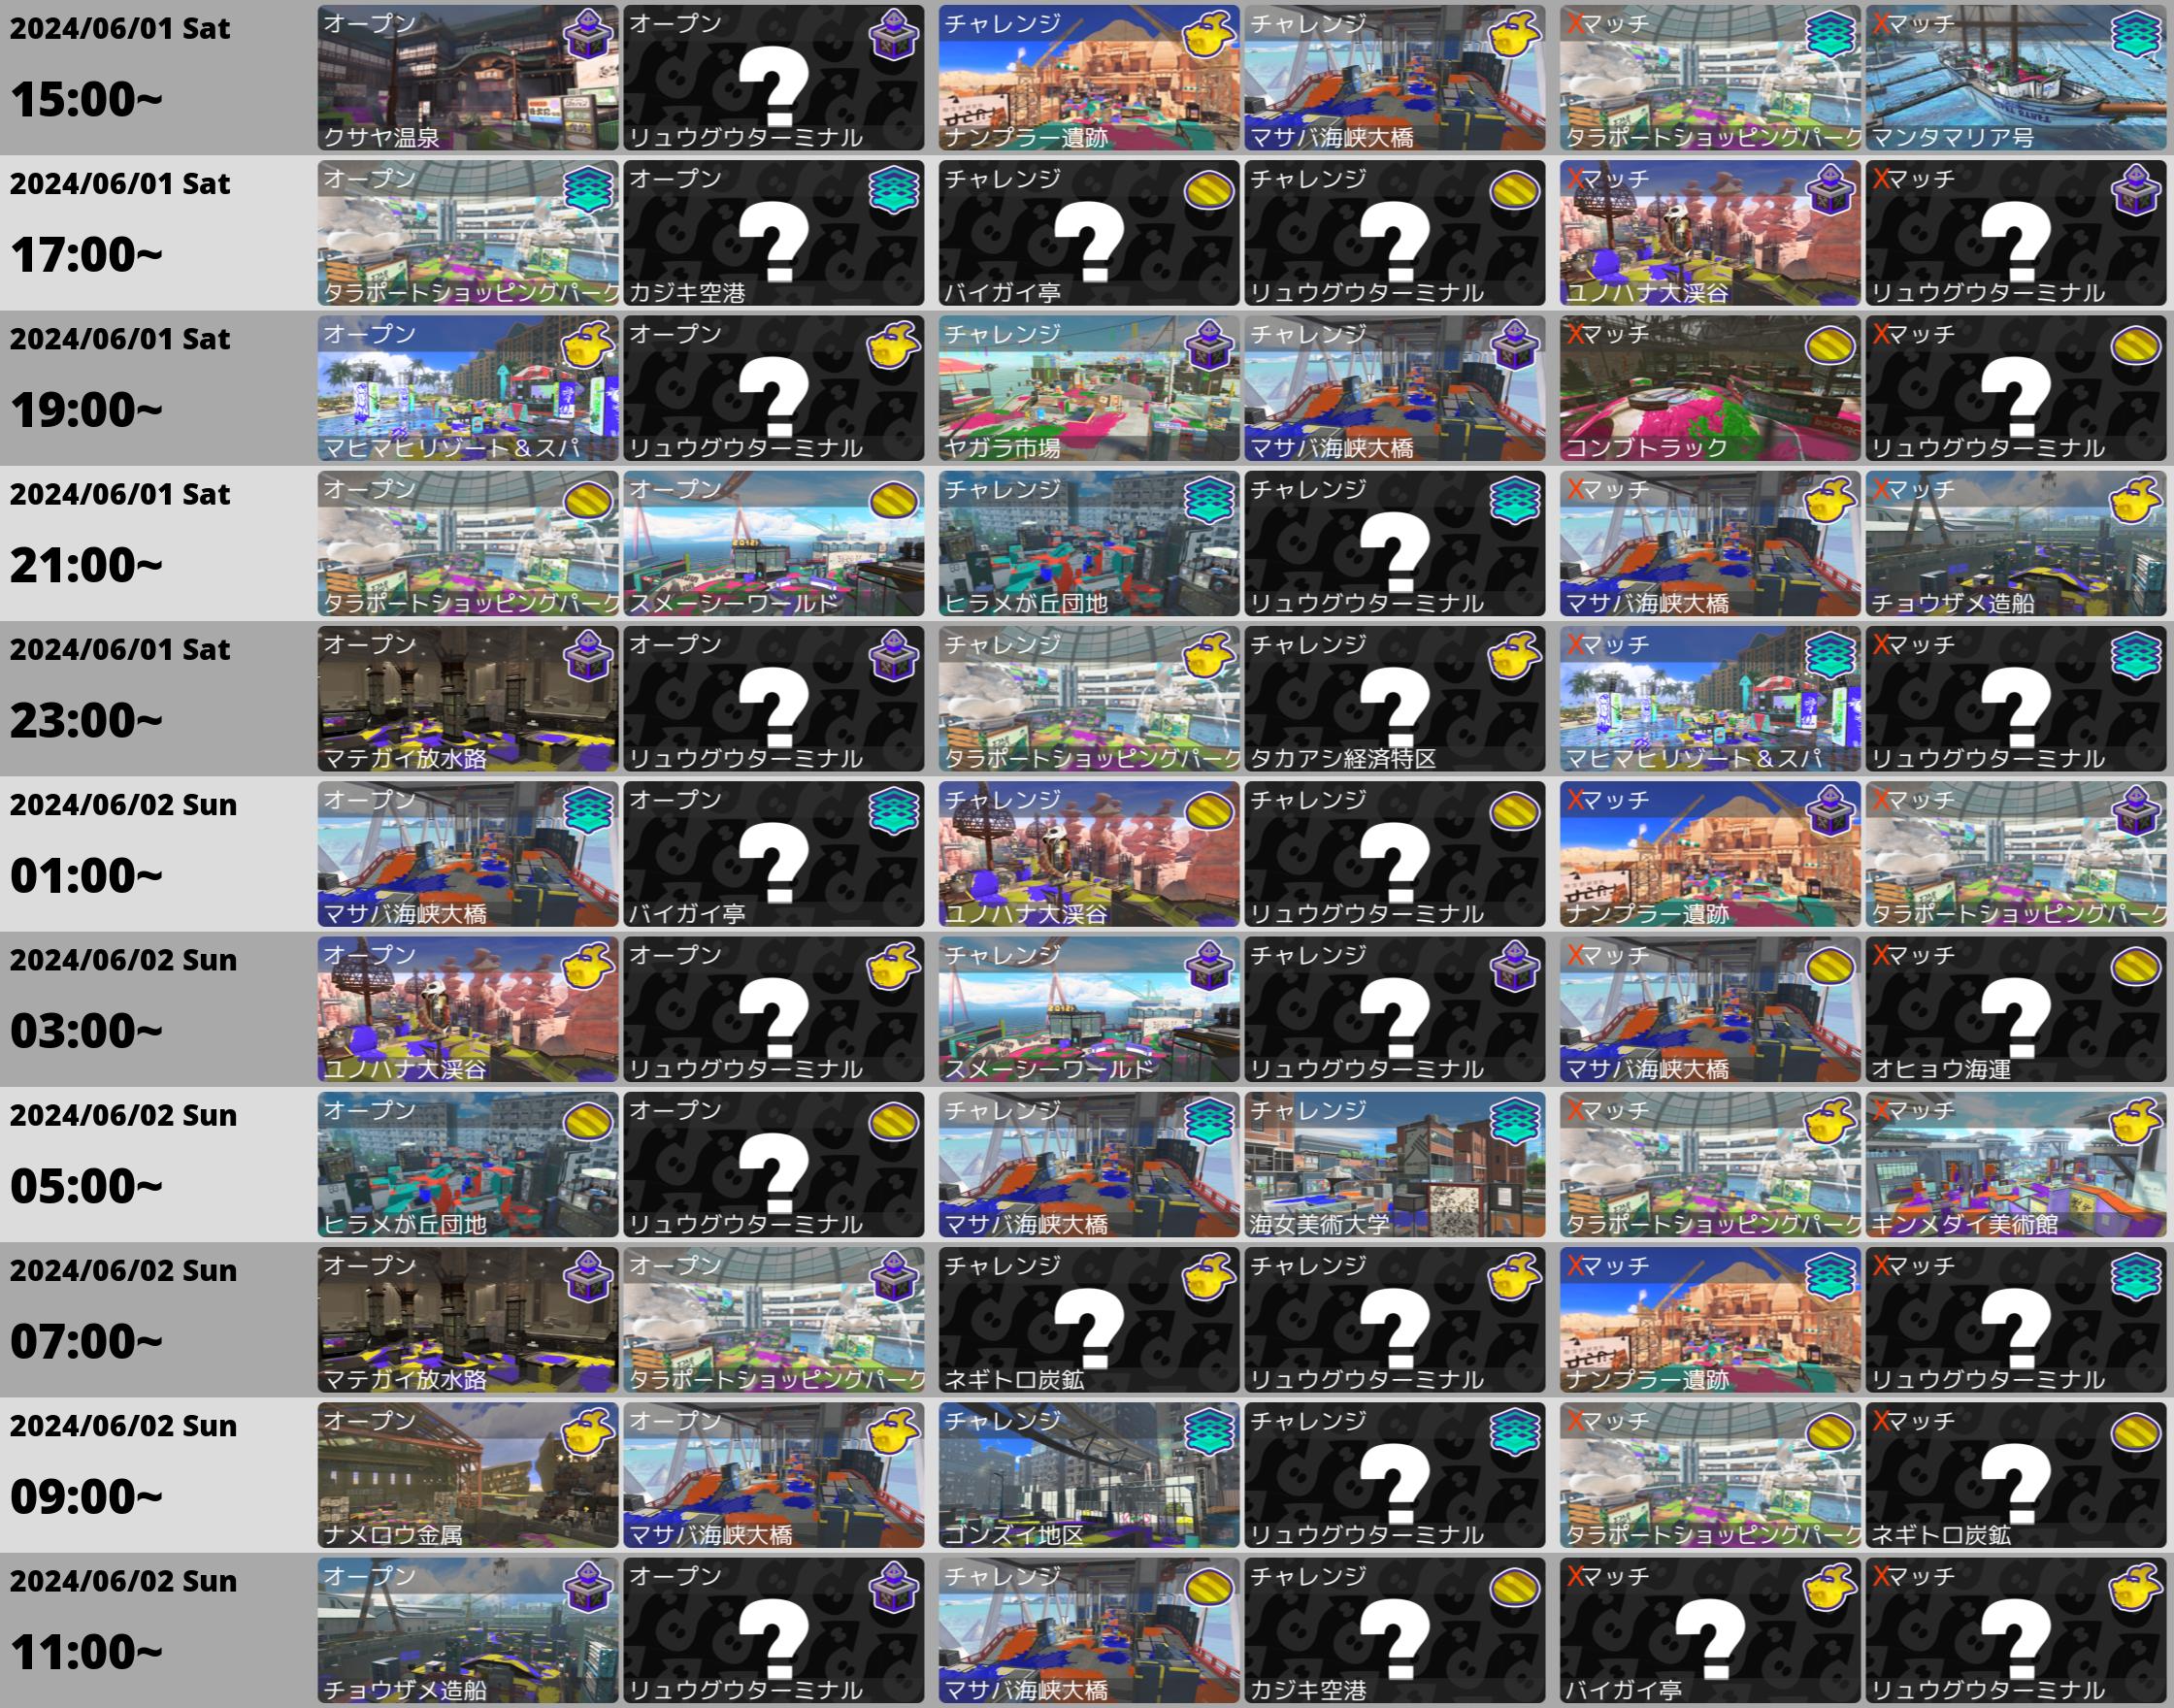 2024/06/01 Sat
15:00~
オープン オープン チャレンジ チャレンジ Xマッチ Xマッチ
クサヤ温泉 リュウグウターミナル ナンプラー遺跡 マサバ海峡大橋 タラポートショッピングパーク マンタマリア号
2024/06/01 Sat
17:00~
オープン オープン チャレンジ チャレンジ Xマッチ Xマッチ
タラポートショッピングパーク カジキ空港 バイガイ亭 リュウグウターミナル ユノハナ大渓谷 リュウグウターミナル
2024/06/01 Sat
19:00~
オープン オープン チャレンジ チャレンジ Xマッチ Xマッチ
マヒマヒリゾート&スパ リュウグウターミナル ヤガラ市場 マサバ海峡大橋 コンブトラック リュウグウターミナル
2024/06/01 Sat
21:00~
オープン オープン チャレンジ チャレンジ Xマッチ Xマッチ
タラポートショッピングパーク スメーシーワールド ヒラメが丘団地 リュウグウターミナル マサバ海峡大橋 チョウザメ造船
2024/06/01 Sat
23:00~
オープン オープン チャレンジ チャレンジ Xマッチ Xマッチ
マテガイ放水路 リュウグウターミナル タラポートショッピングパーク タカアシ経済特区 マヒマヒリゾート&スパ リュウグウターミナル
2024/06/02 Sun
01:00~
オープン オープン チャレンジ チャレンジ Xマッチ Xマッチ
マサバ海峡大橋 バイガイ亭 ユノハナ大渓谷 リュウグウターミナル ナンプラー遺跡 タラポートショッピングパーク
2024/06/02 Sun
03:00~
オープン オープン チャレンジ チャレンジ Xマッチ Xマッチ
ユノハナ大渓谷 リュウグウターミナル スメーシーワールド リュウグウターミナル マサバ海峡大橋 オヒョウ海運
2024/06/02 Sun
05:00~
オープン オープン チャレンジ チャレンジ Xマッチ Xマッチ
ヒラメが丘団地 リュウグウターミナル マサバ海峡大橋 海女美術大学 タラポートショッピングパーク キンメダイ美術館
2024/06/02 Sun
07:00~
オープン オープン チャレンジ チャレンジ Xマッチ Xマッチ
マテガイ放水路 タラポートショッピングパーク ネギトロ炭鉱 リュウグウターミナル ナンプラー遺跡 リュウグウターミナル
2024/06/02 Sun
09:00~
オープン オープン チャレンジ チャレンジ Xマッチ Xマッチ
ナメロウ金属 マサバ海峡大橋 ゴンズイ地区 リュウグウターミナル タラポートショッピングパーク ネギトロ炭鉱
2024/06/02 Sun
11:00~
オープン オープン チャレンジ チャレンジ Xマッチ Xマッチ
チョウザメ造船 リュウグウターミナル マサバ海峡大橋 カジキ空港 バイガイ亭 リュウグウターミナル